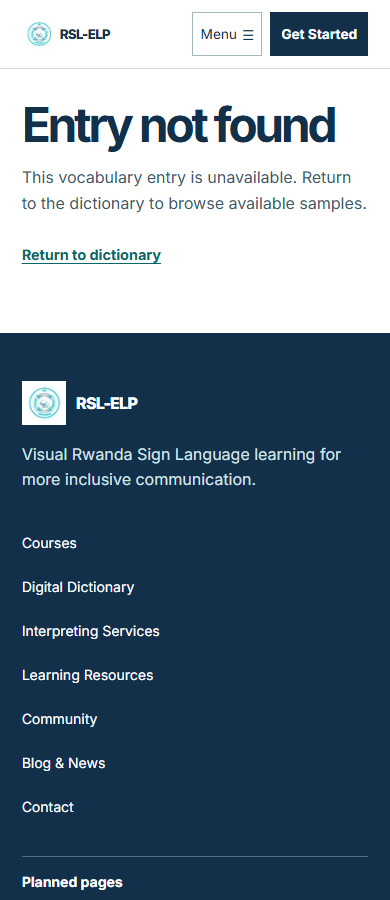 RSL-ELP
Menu ☰
Get Started
Entry not found
This vocabulary entry is unavailable. Return
to the dictionary to browse available samples.
Return to dictionary
RSL-ELP
Visual Rwanda Sign Language learning for
more inclusive communication.
Courses
Digital Dictionary
Interpreting Services
Learning Resources
Community
Blog & News
Contact
Planned pages